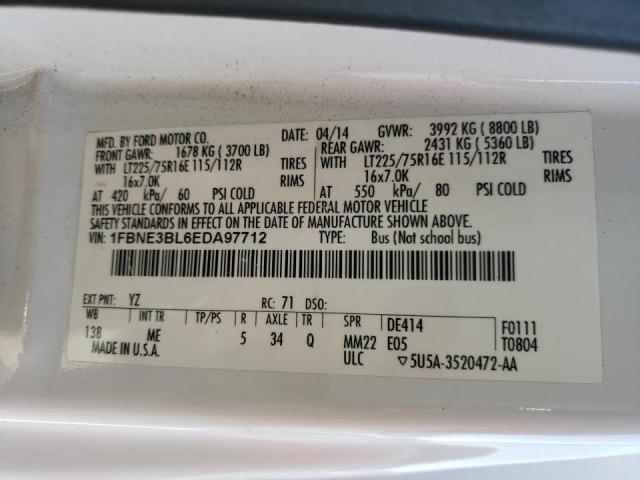 MFD. BY FORD MOTOR CO. DATE: 04/14 GVWR: 3992 KG ( 8800 LB)
FRONT GAWR: 1678 KG ( 3700 LB) REAR GAWR: 2431 KG ( 5360 LB)
WITH LT225/75R16E 115/112R TIRES WITH LT225/75R16E 115/112R TIRES
16x7.0K RIMS 16x7.0K RIMS
AT 420 kPa/ 60 PSI COLD AT 550 kPa/ 80 PSI COLD
THIS VEHICLE CONFORMS TO ALL APPLICABLE FEDERAL MOTOR VEHICLE
SAFETY STANDARDS IN EFFECT ON THE DATE OF MANUFACTURE SHOWN ABOVE.
VIN: 1FBNE3BL6EDA97712 TYPE: Bus (Not school bus)
EXT PNT: YZ RC: 71 DSO:
WB INT TR TP/PS R AXLE TR SPR DE414 F0111
138 ME 5 34 Q MM22 E05 T0804
MADE IN U.S.A. ULC ▽5U5A-3520472-AA